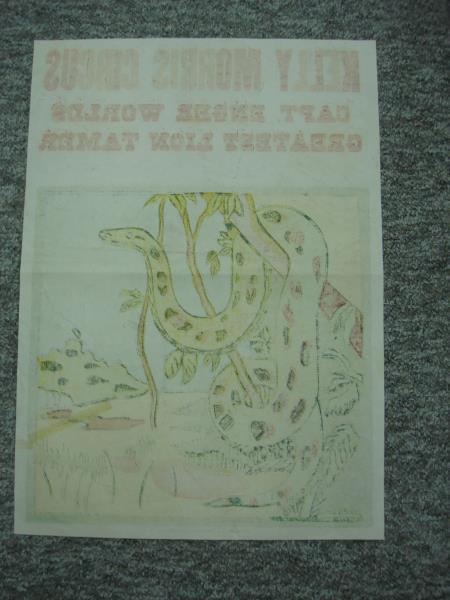 KELLY MORRIS CIRCUS
CAPT. WORLDS
GREATEST LION TAMER